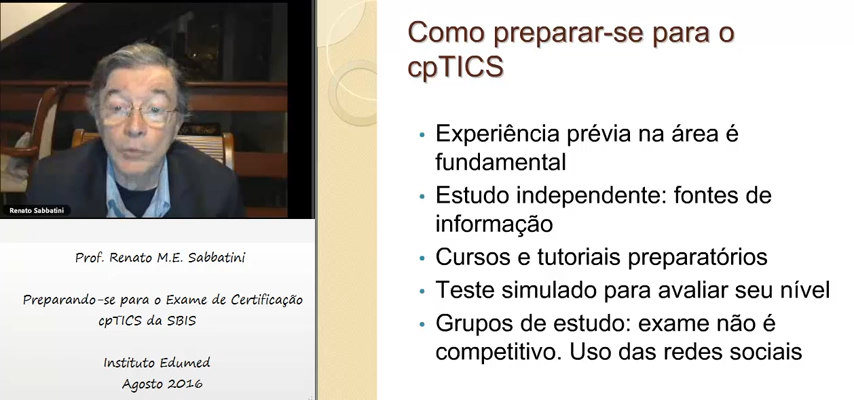 Renato Sabbatini
Prof. Renato M.E. Sabbatini
Preparando-se para o Exame de Certificação
cpTICS da SBIS
Instituto Edumed
Agosto 2016
Como preparar-se para o
cpTICS
• Experiência prévia na área é
fundamental
• Estudo independente: fontes de
informação
• Cursos e tutoriais preparatórios
• Teste simulado para avaliar seu nível
• Grupos de estudo: exame não é
competitivo. Uso das redes sociais